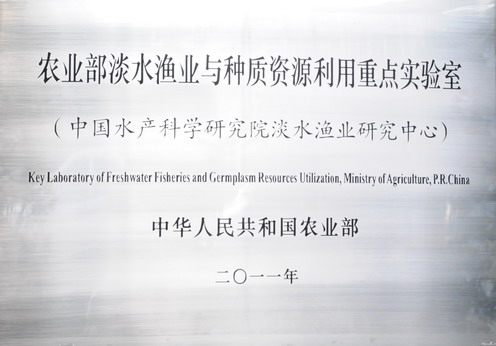 农业部淡水渔业与种质资源利用重点实验室
（中国水产科学研究院淡水渔业研究中心）
Key Laboratory of Freshwater Fisheries and Germplasm Resources Utilization, Ministry of Agriculture, P.R.China
中华人民共和国农业部
二〇一一年